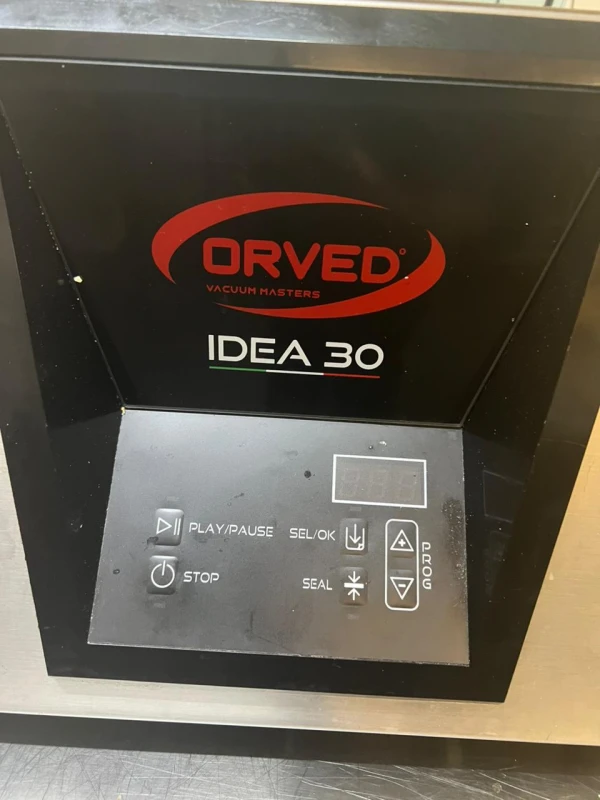 ORVED
VACUUM MASTERS
IDEA 30
PLAY/PAUSE
SEL/OK
STOP
SEAL
+
-
PROG